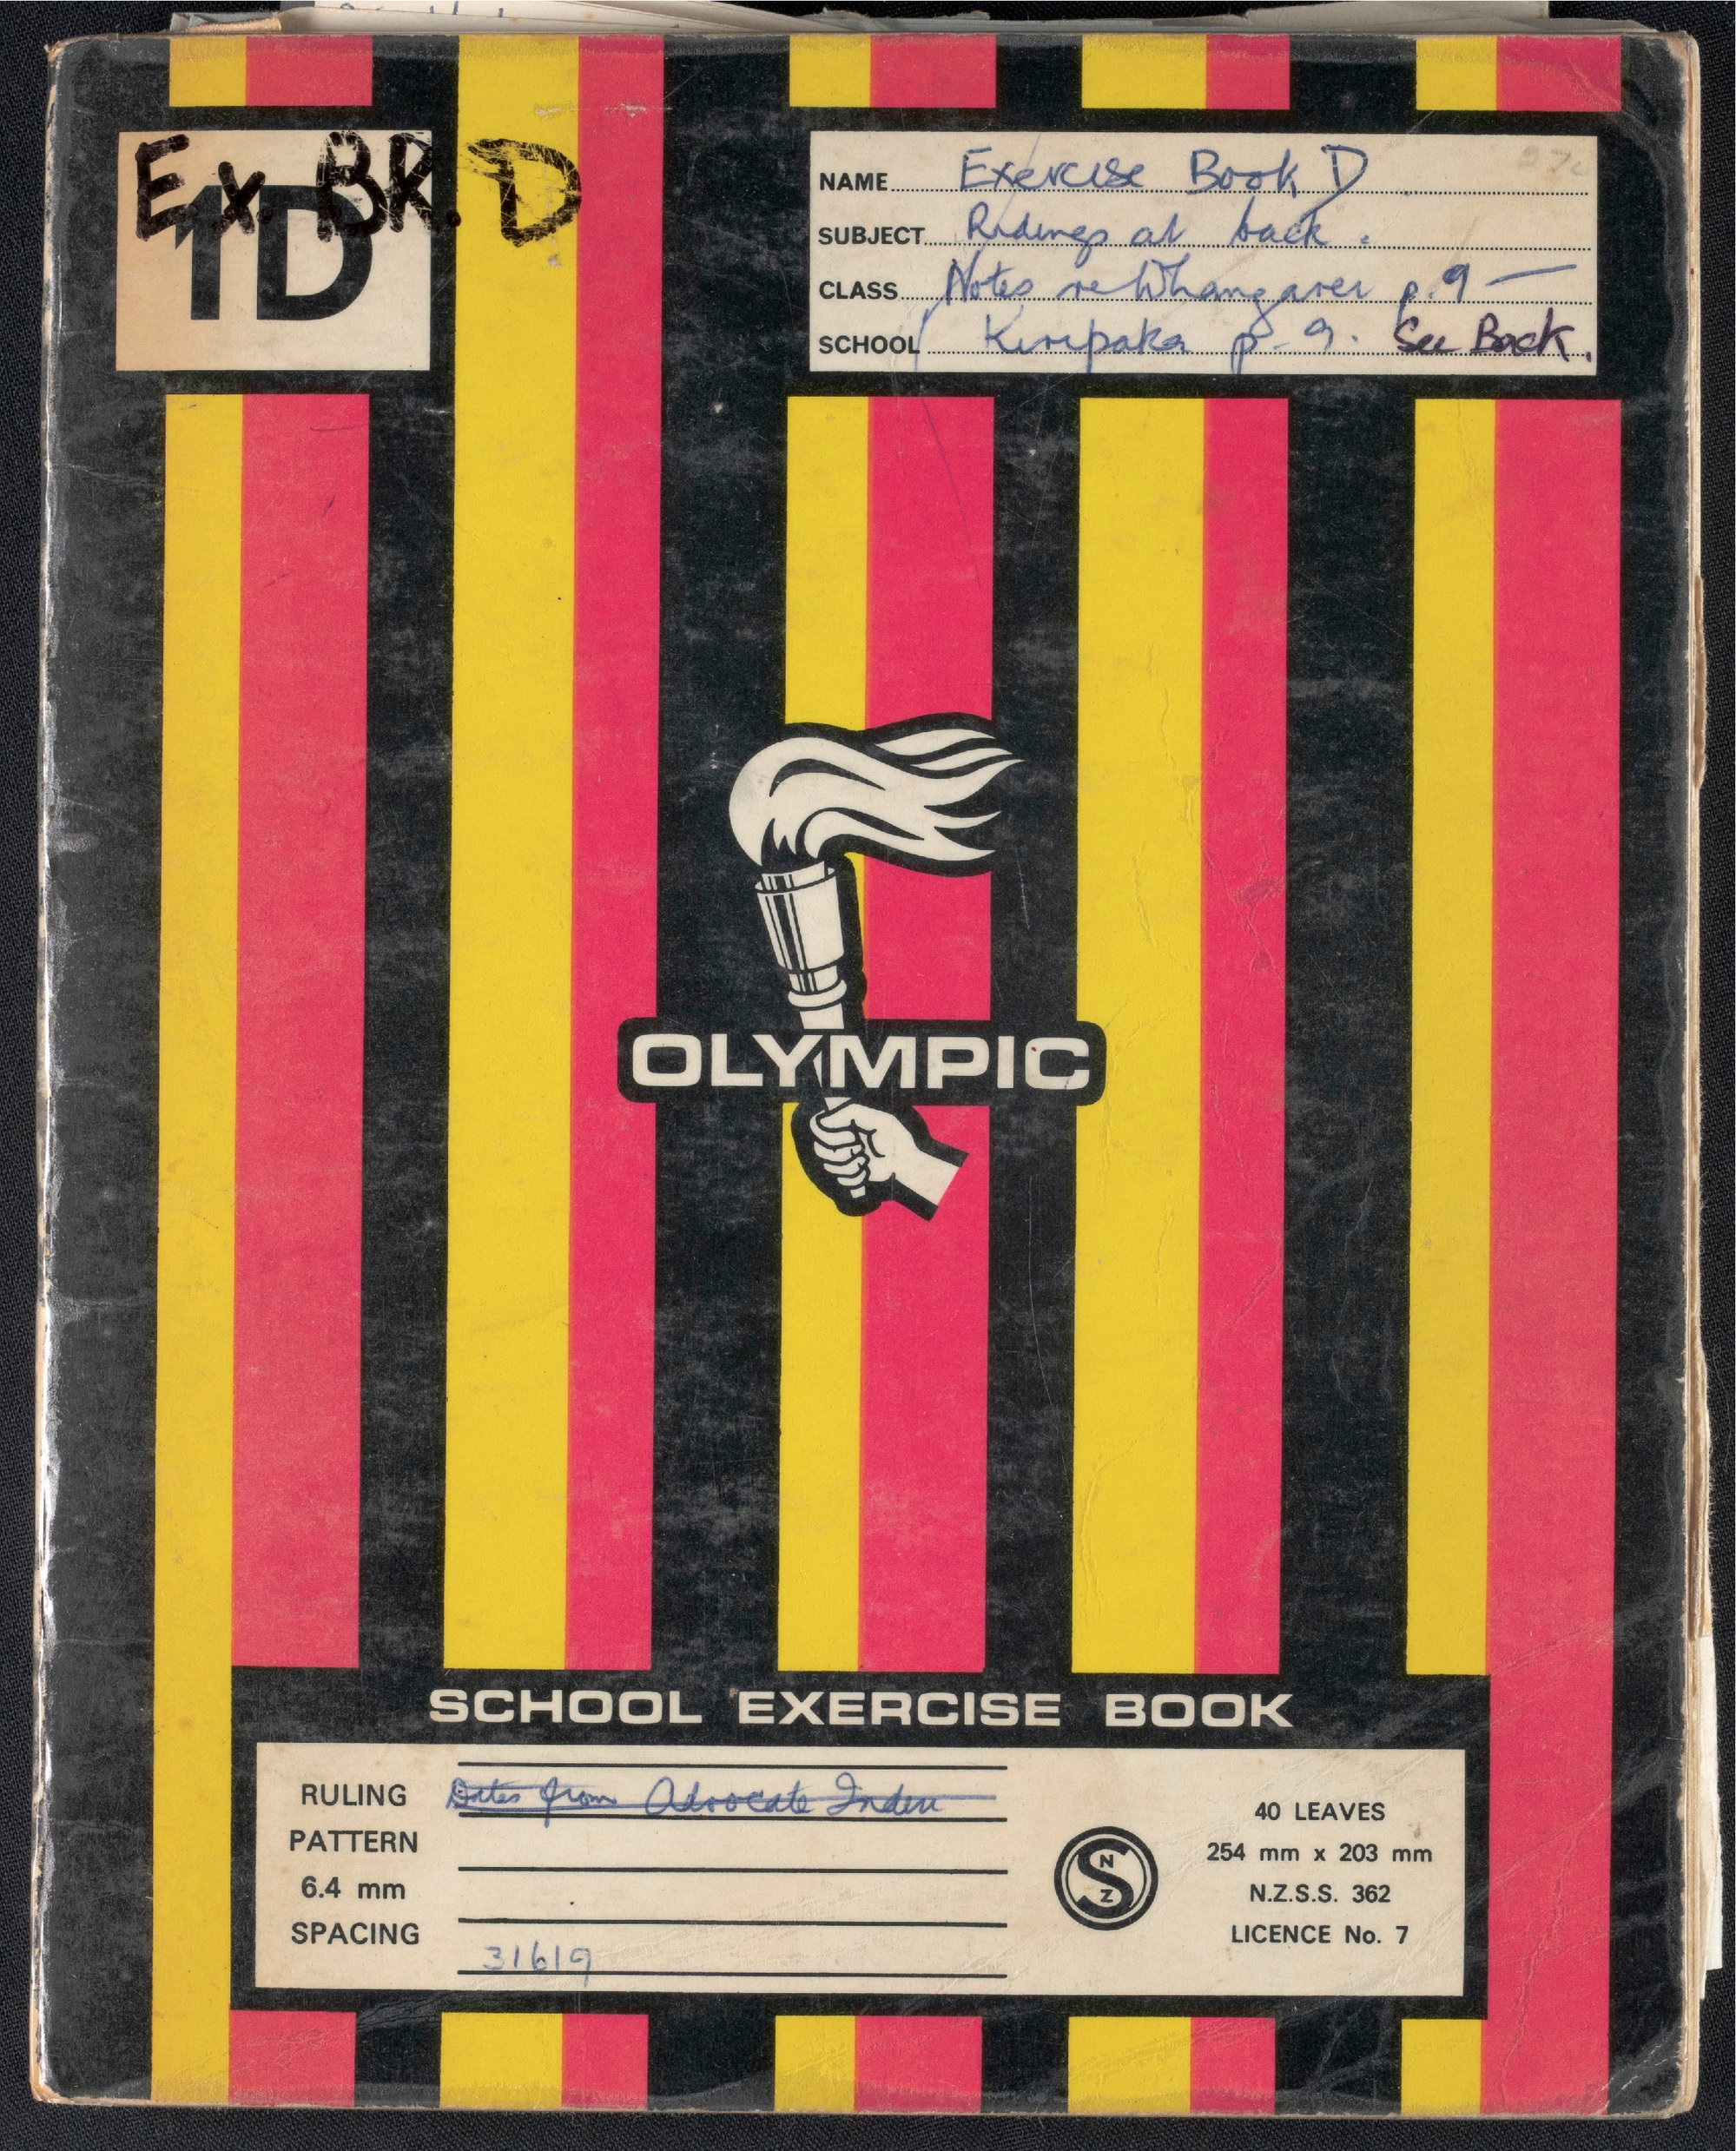 Ex. BK. D
1D
NAME Exercise Book D
SUBJECT Ridings at back.
CLASS Notes re Whangarei p. 9 —
SCHOOL Kiripaka p. 9. See Back.
OLYMPIC
SCHOOL EXERCISE BOOK
RULING
PATTERN
6.4 mm
SPACING
Dates from Advocate Index
31619
NZS
40 LEAVES
254 mm x 203 mm
N.Z.S.S. 362
LICENCE No. 7